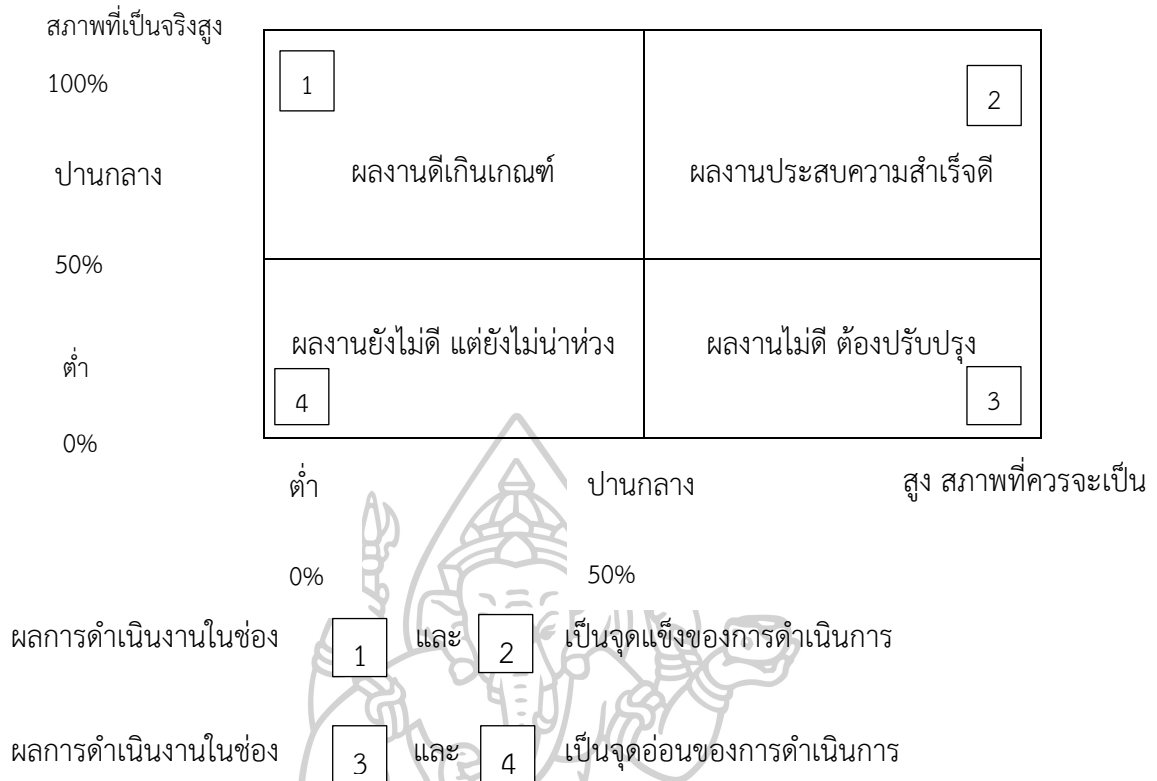 สภาพที่เป็นจริงสูง
100%
1
2
ปานกลาง
ผลงานดีเกินเกณฑ์
ผลงานประสบความสำเร็จดี
50%
ผลงานยังไม่ดี แต่ยังไม่น่าห่วง
ผลงานไม่ดี ต้องปรับปรุง
ต่ำ
4
3
0%
ต่ำ
ปานกลาง
สูง สภาพที่ควรจะเป็น
0%
50%
ผลการดำเนินงานในช่อง 1 และ 2 เป็นจุดแข็งของการดำเนินการ
ผลการดำเนินงานในช่อง 3 และ 4 เป็นจุดอ่อนของการดำเนินการ